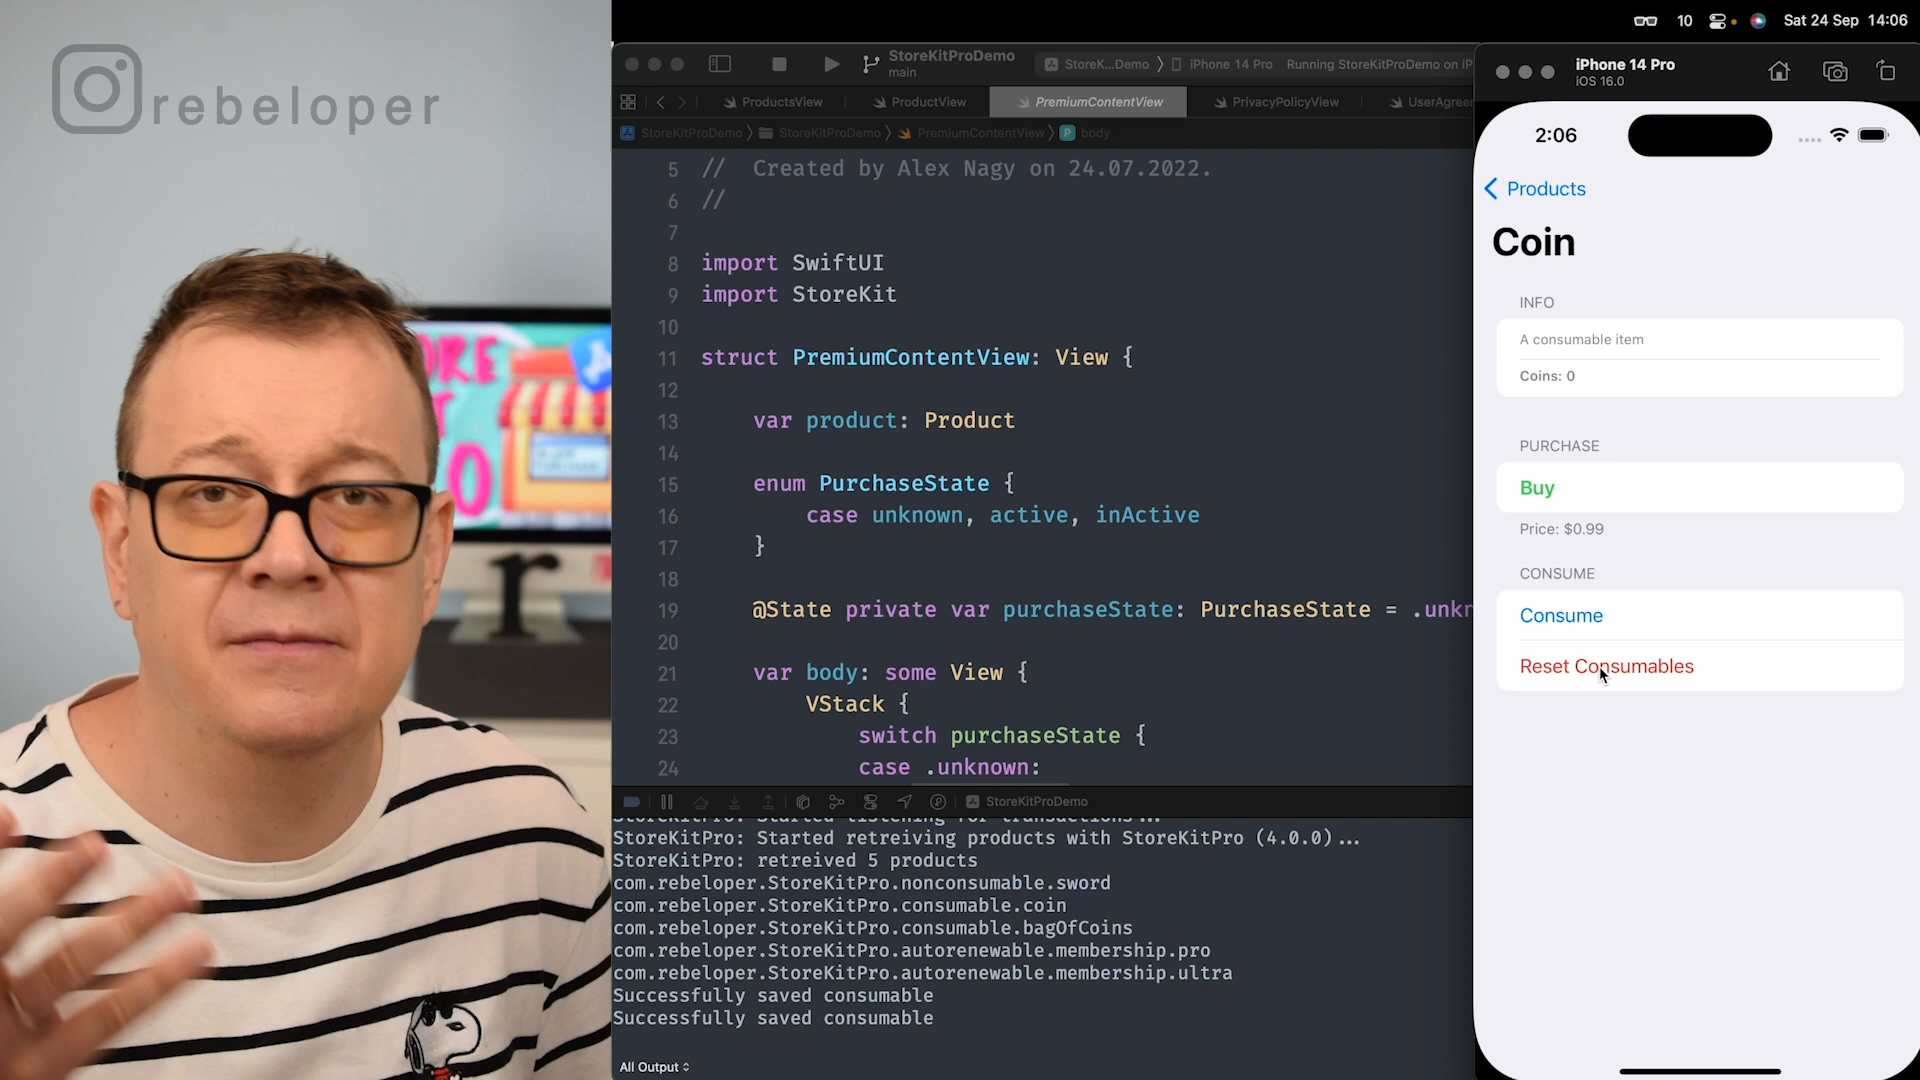 rebeloper
10
Sat 24 Sep 14:06
StoreKitProDemo
main
StoreK...Demo
iPhone 14 Pro
Running StoreKitProDemo on iP
ProductsView
ProductView
PremiumContentView
PrivacyPolicyView
UserAgreer
StoreKitProDemo
StoreKitProDemo
PremiumContentView
P body
5 // Created by Alex Nagy on 24.07.2022.
6 //
7
8 import SwiftUI
9 import StoreKit
10
11 struct PremiumContentView: View {
12
13 var product: Product
14
15 enum PurchaseState {
16 case unknown, active, inActive
17 }
18
19 @State private var purchaseState: PurchaseState = .unkn
20
21 var body: some View {
22 VStack {
23 switch purchaseState {
24 case .unknown:
StoreKitProDemo
StoreKitPro: Started listening for transactions...
StoreKitPro: Started retreiving products with StoreKitPro (4.0.0)...
StoreKitPro: retreived 5 products
com.rebeloper.StoreKitPro.nonconsumable.sword
com.rebeloper.StoreKitPro.consumable.coin
com.rebeloper.StoreKitPro.consumable.bagOfCoins
com.rebeloper.StoreKitPro.autorenewable.membership.pro
com.rebeloper.StoreKitPro.autorenewable.membership.ultra
Successfully saved consumable
Successfully saved consumable
All Output
iPhone 14 Pro
iOS 16.0
2:06
Products
Coin
INFO
A consumable item
Coins: 0
PURCHASE
Buy
Price: $0.99
CONSUME
Consume
Reset Consumables